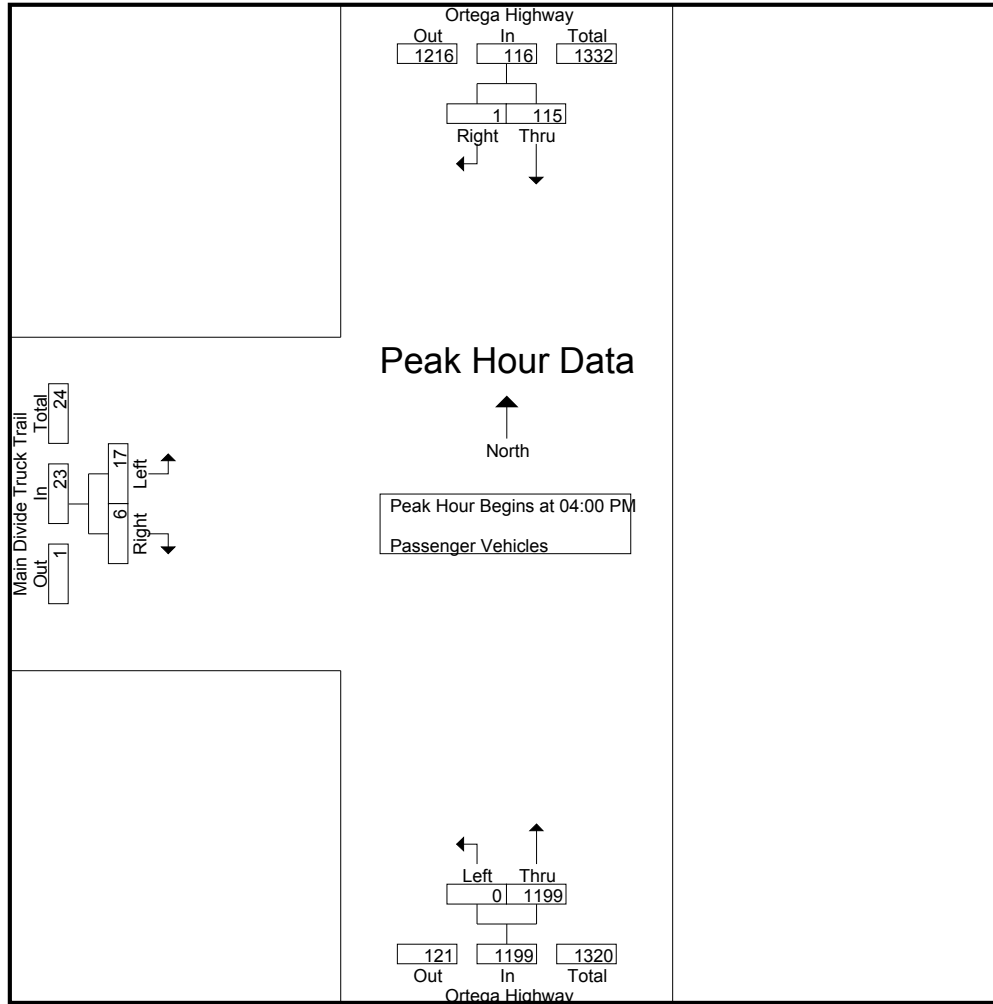 Ortega Highway
Out In Total
1216 116 1332
1 115
Right Thru
Peak Hour Data
North
Peak Hour Begins at 04:00 PM
Passenger Vehicles
Main Divide Truck Trail
Out In Total
1 23 24
6 17
Right Left
Left Thru
0 1199
121 1199 1320
Out In Total
Ortega Highway